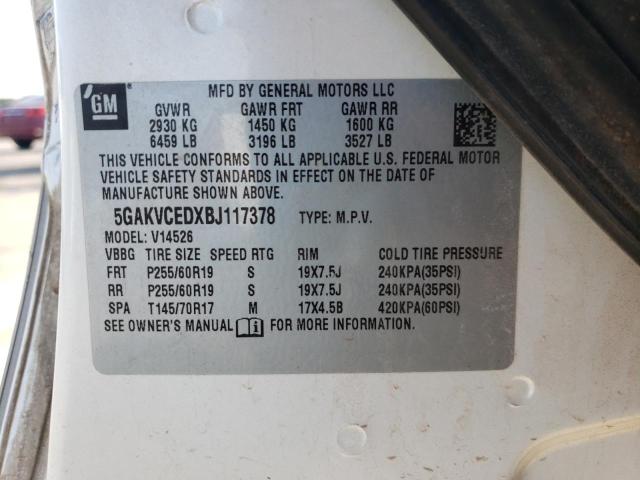 GM
MFD BY GENERAL MOTORS LLC
GVWR GAWR FRT GAWR RR
2930 KG 1450 KG 1600 KG
6459 LB 3196 LB 3527 LB
THIS VEHICLE CONFORMS TO ALL APPLICABLE U.S. FEDERAL MOTOR
VEHICLE SAFETY STANDARDS IN EFFECT ON THE DATE OF
MANUFACTURE SHOWN ABOVE.
5GAKVCEDXBJ117378 TYPE: M.P.V.
MODEL: V14526
VBBG TIRE SIZE SPEED RTG RIM COLD TIRE PRESSURE
FRT P255/60R19 S 19X7.5J 240KPA(35PSI)
RR P255/60R19 S 19X7.5J 240KPA(35PSI)
SPA T145/70R17 M 17X4.5B 420KPA(60PSI)
SEE OWNER'S MANUAL FOR MORE INFORMATION.